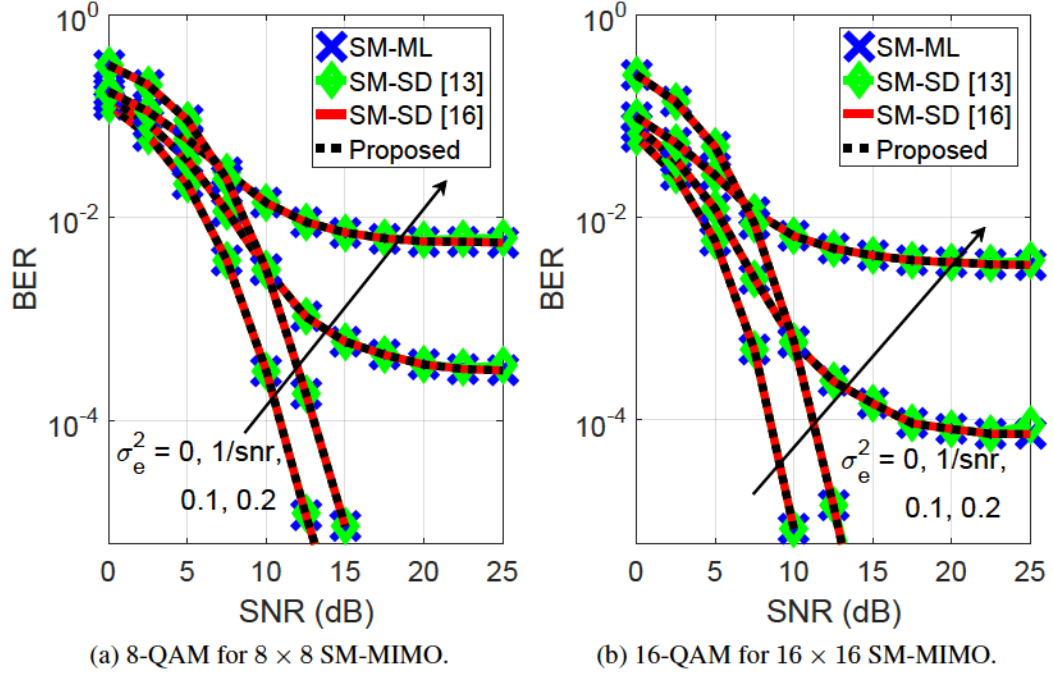 10^0
10^-2
10^-4
BER
0 5 10 15 20 25
SNR (dB)
SM-ML
SM-SD [13]
SM-SD [16]
Proposed
σ_e^2 = 0, 1/snr,
0.1, 0.2
(a) 8-QAM for 8 × 8 SM-MIMO.
10^0
10^-2
10^-4
BER
0 5 10 15 20 25
SNR (dB)
SM-ML
SM-SD [13]
SM-SD [16]
Proposed
σ_e^2 = 0, 1/snr,
0.1, 0.2
(b) 16-QAM for 16 × 16 SM-MIMO.